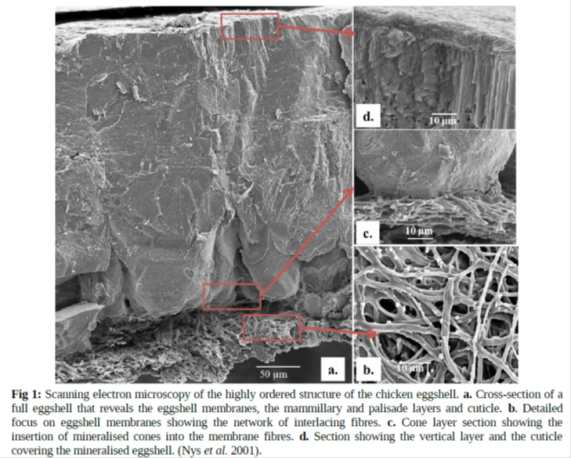 d.
10 µm
c.
10 µm
a.
50 µm
b.
10 µm
Fig 1: Scanning electron microscopy of the highly ordered structure of the chicken eggshell. a. Cross-section of a
full eggshell that reveals the eggshell membranes, the mammillary and palisade layers and cuticle. b. Detailed
focus on eggshell membranes showing the network of interlacing fibres. c. Cone layer section showing the
insertion of mineralised cones into the membrane fibres. d. Section showing the vertical layer and the cuticle
covering the mineralised eggshell. (Nys et al. 2001).